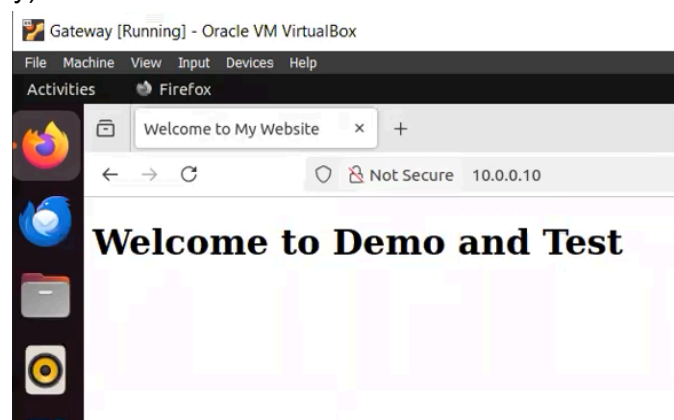 y,
Gateway [Running] - Oracle VM VirtualBox
File Machine View Input Devices Help
Activities Firefox
Welcome to My Website × +
Not Secure 10.0.0.10
Welcome to Demo and Test